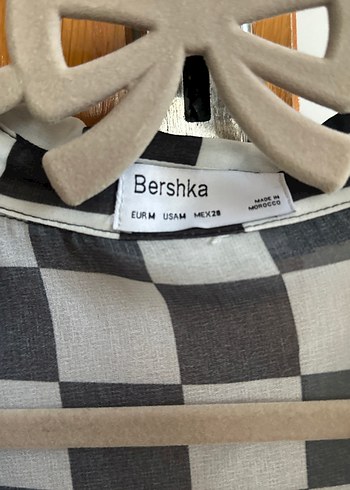 Bershka
MADE IN
MOROCCO
EUR M USA M MEX 28